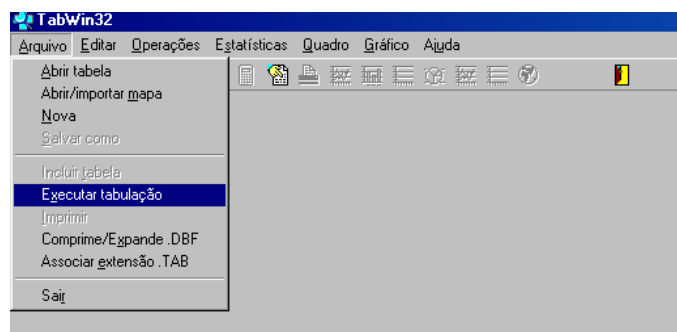 TabWin32
Arquivo Editar Operações Estatísticas Quadro Gráfico Ajuda
Abrir tabela
Abrir/importar mapa
Nova
Salvar como
Incluir tabela
Executar tabulação
Imprimir
Comprime/Expande .DBF
Associar extensão .TAB
Sair